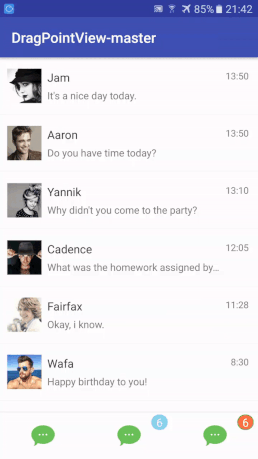 85% 21:42
DragPointView-master
Jam 13:50
It's a nice day today.
Aaron 13:50
Do you have time today?
Yannik 13:10
Why didn't you come to the party?
Cadence 12:05
What was the homework assigned by...
Fairfax 11:28
Okay, i know.
Wafa 8:30
Happy birthday to you!
6 6